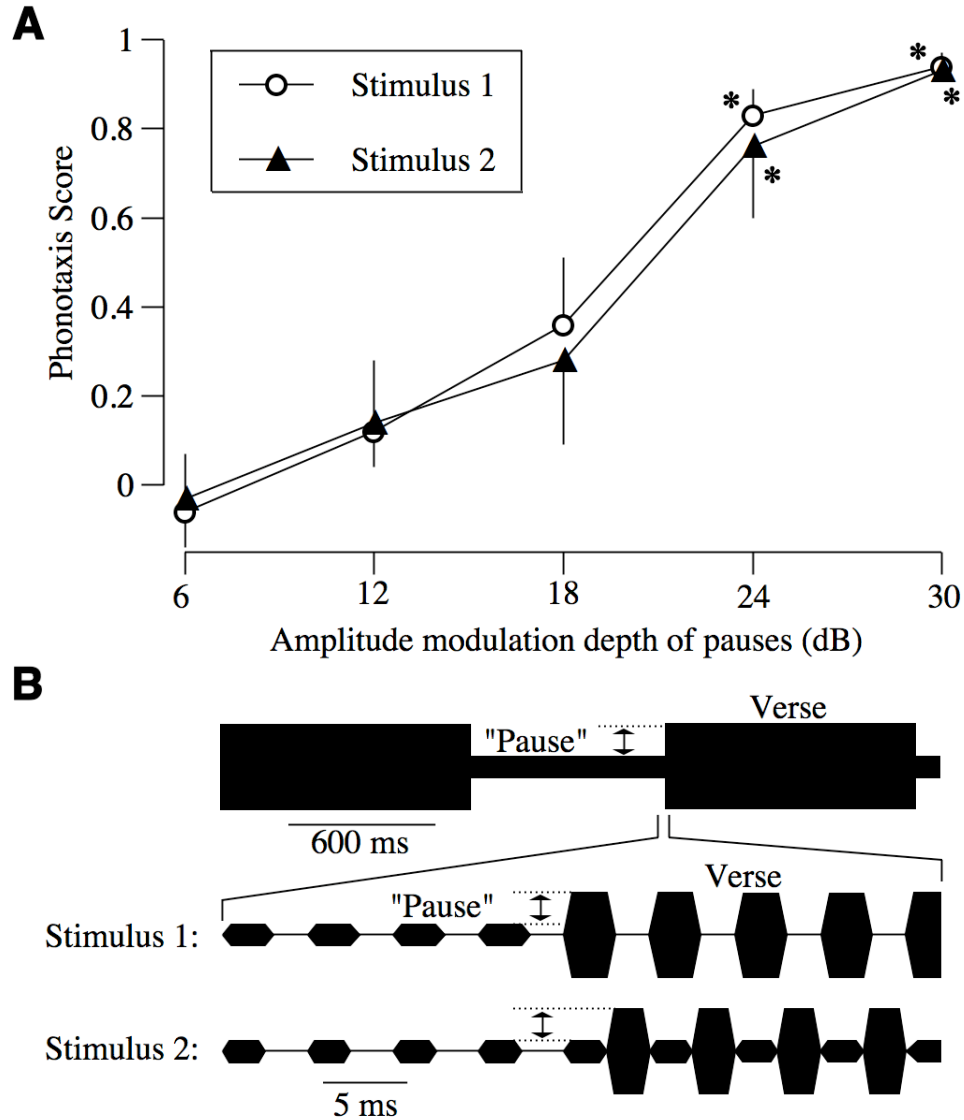 A
1
Stimulus 1
*
*
0.8
*
Stimulus 2
*
0.6
0.4
0.2
0
Phonotaxis Score
6
12
18
24
30
Amplitude modulation depth of pauses (dB)
B
Verse
"Pause"
600 ms
Verse
"Pause"
Stimulus 1:
Stimulus 2:
5 ms